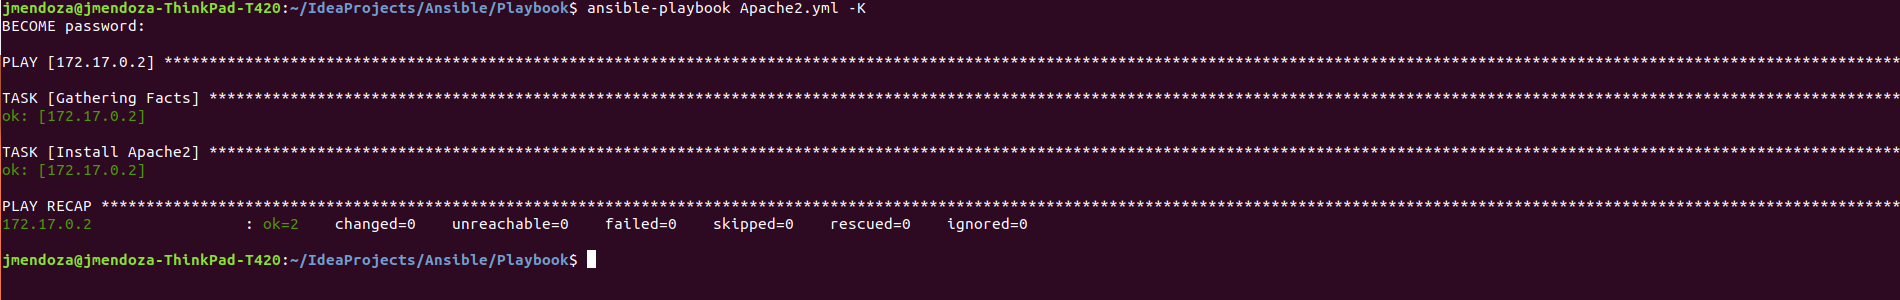 jmendoza@jmendoza-ThinkPad-T420:~/IdeaProjects/Ansible/Playbook$ ansible-playbook Apache2.yml -K
BECOME password:
PLAY [172.17.0.2] *************************************************************************************************************************************************************************************************
TASK [Gathering Facts] ********************************************************************************************************************************************************************************************
ok: [172.17.0.2]
TASK [Install Apache2] ********************************************************************************************************************************************************************************************
ok: [172.17.0.2]
PLAY RECAP ********************************************************************************************************************************************************************************************************
172.17.0.2                 : ok=2    changed=0    unreachable=0    failed=0    skipped=0    rescued=0    ignored=0
jmendoza@jmendoza-ThinkPad-T420:~/IdeaProjects/Ansible/Playbook$